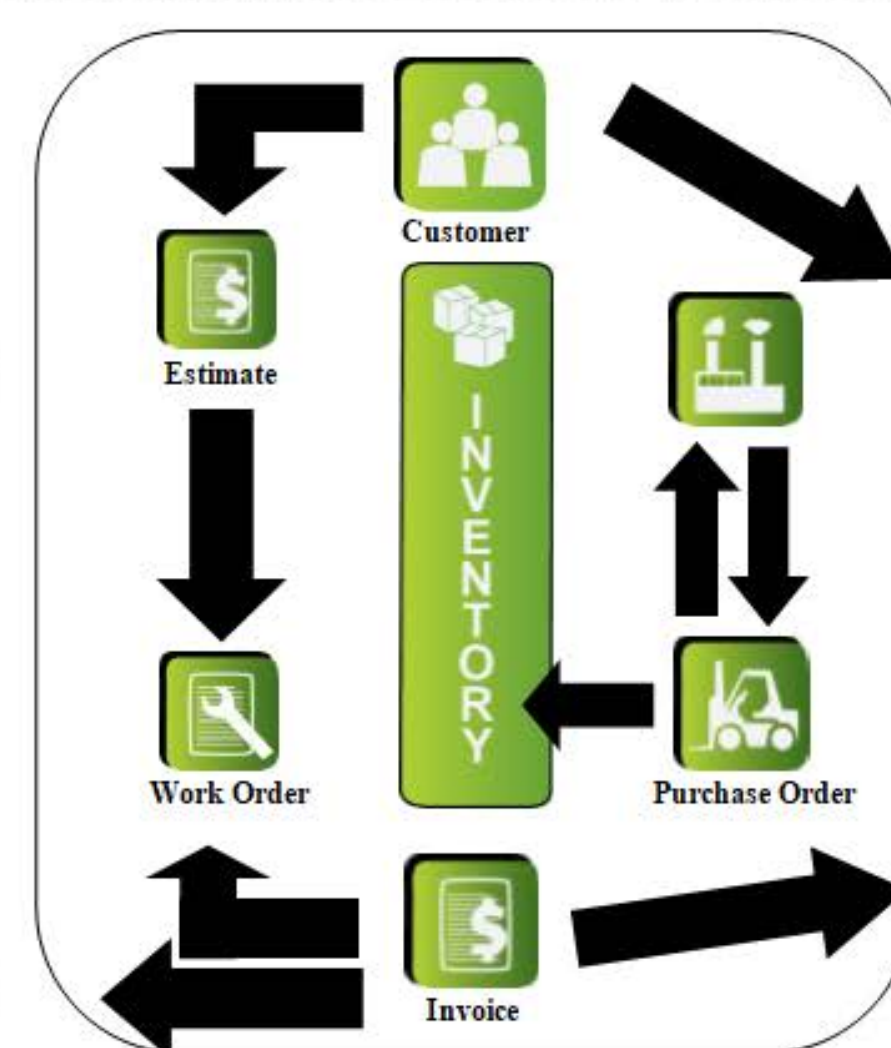 Customer
Estimate
INVENTORY
Work Order
Purchase Order
Invoice